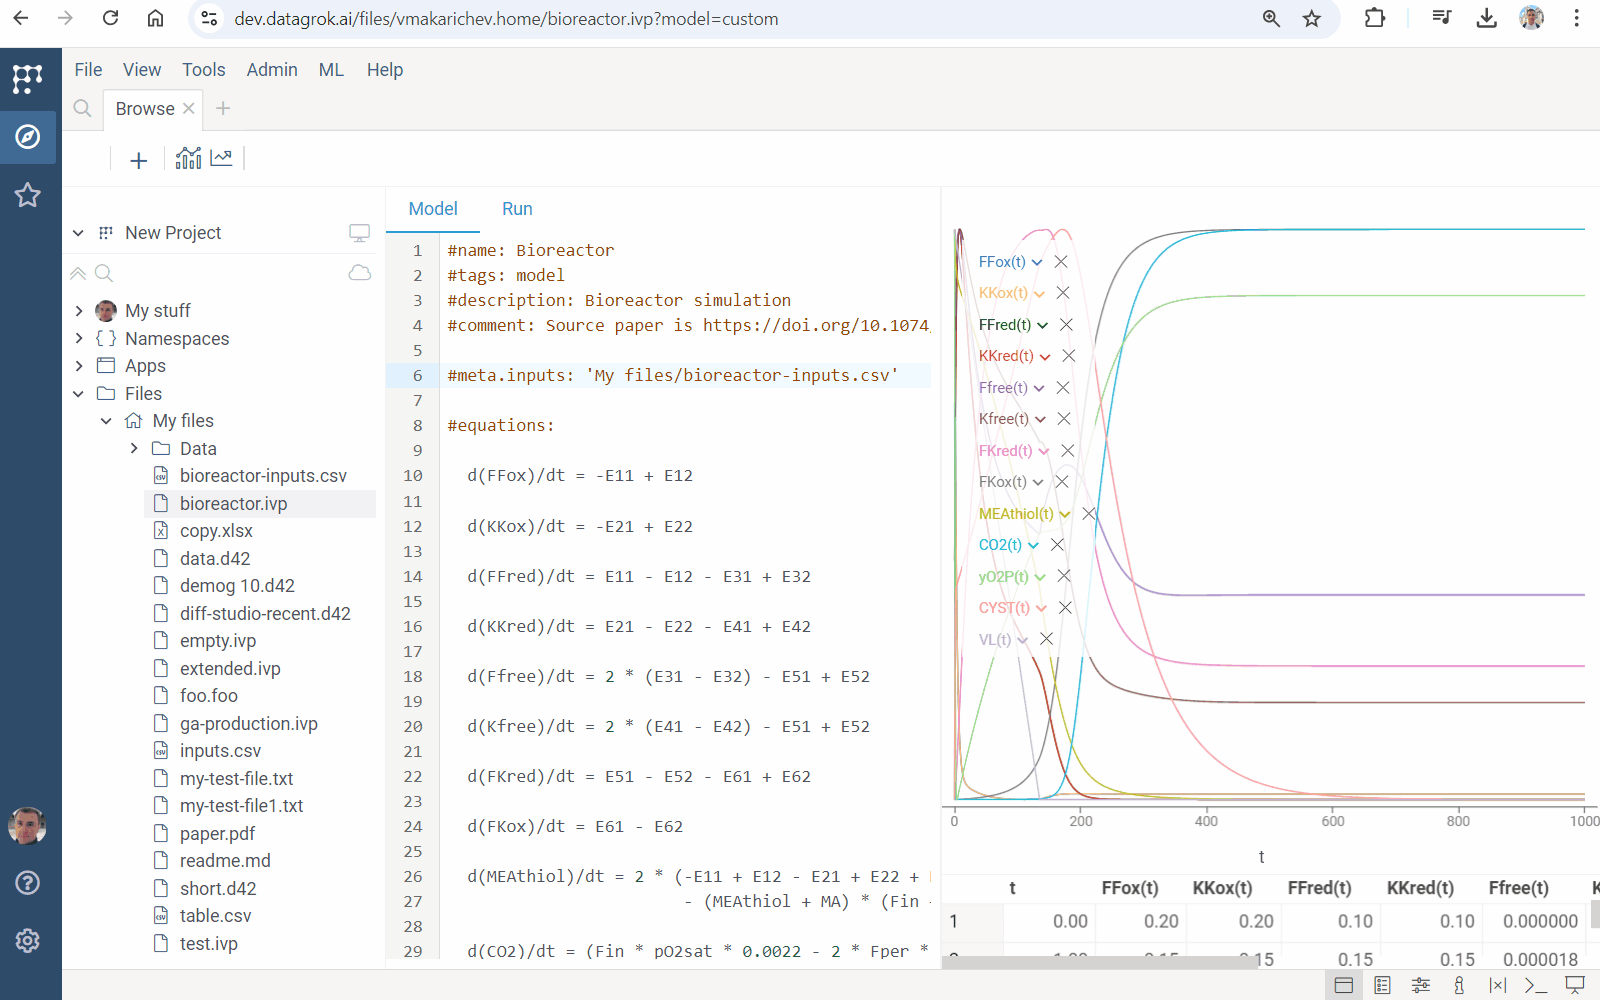 dev.datagrok.ai/files/vmakarichev.home/bioreactor.ivp?model=custom
File View Tools Admin ML Help
Browse
New Project
My stuff
Namespaces
Apps
Files
My files
Data
bioreactor-inputs.csv
bioreactor.ivp
copy.xlsx
data.d42
demog 10.d42
diff-studio-recent.d42
empty.ivp
extended.ivp
foo.foo
ga-production.ivp
inputs.csv
my-test-file.txt
my-test-file1.txt
paper.pdf
readme.md
short.d42
table.csv
test.ivp
Model Run
1 #name: Bioreactor
2 #tags: model
3 #description: Bioreactor simulation
4 #comment: Source paper is https://doi.org/10.1074/
5
6 #meta.inputs: 'My files/bioreactor-inputs.csv'
7
8 #equations:
9
10 d(FFox)/dt = -E11 + E12
11
12 d(KKox)/dt = -E21 + E22
13
14 d(FFred)/dt = E11 - E12 - E31 + E32
15
16 d(KKred)/dt = E21 - E22 - E41 + E42
17
18 d(Ffree)/dt = 2 * (E31 - E32) - E51 + E52
19
20 d(Kfree)/dt = 2 * (E41 - E42) - E51 + E52
21
22 d(FKred)/dt = E51 - E52 - E61 + E62
23
24 d(FKox)/dt = E61 - E62
25
26 d(MEAthiol)/dt = 2 * (-E11 + E12 - E21 + E22 +
27 - (MEAthiol + MA) * (Fin
28
29 d(CO2)/dt = (Fin * pO2sat * 0.0022 - 2 * Fper *
FFox(t)
KKox(t)
FFred(t)
KKred(t)
Ffree(t)
Kfree(t)
FKred(t)
FKox(t)
MEAthiol(t)
CO2(t)
yO2P(t)
CYST(t)
VL(t)
0 200 400 600 800 1000
t
t FFox(t) KKox(t) FFred(t) KKred(t) Ffree(t)
1 0.00 0.20 0.20 0.10 0.10 0.000000
0.15 0.15 0.000018